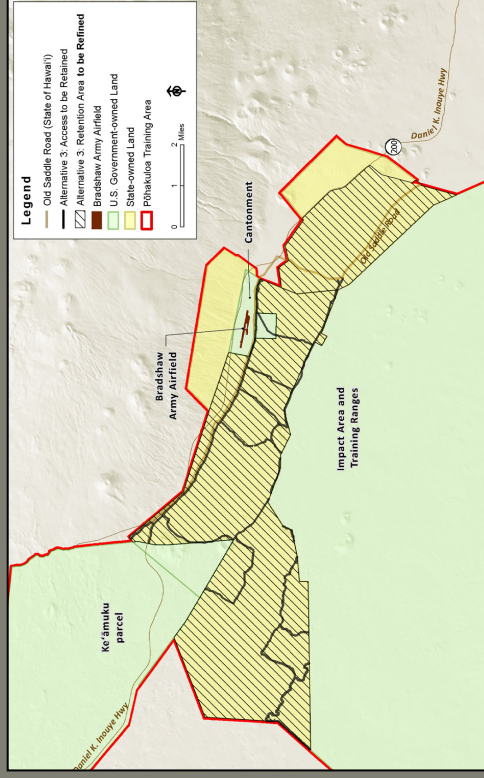 Legend
Old Saddle Road (State of Hawai'i)
Alternative 3: Access to be Retained
Alternative 3: Retention Area to be Refined
Bradshaw Army Airfield
U.S. Government-owned Land
State-owned Land
Pōhakuloa Training Area
0 1 2
Miles
Daniel K. Inouye Hwy
200
Old Saddle Road
Cantonment
Bradshaw
Army Airfield
Impact Area and
Training Ranges
Ke'āmuku
parcel
Daniel K. Inouye Hwy